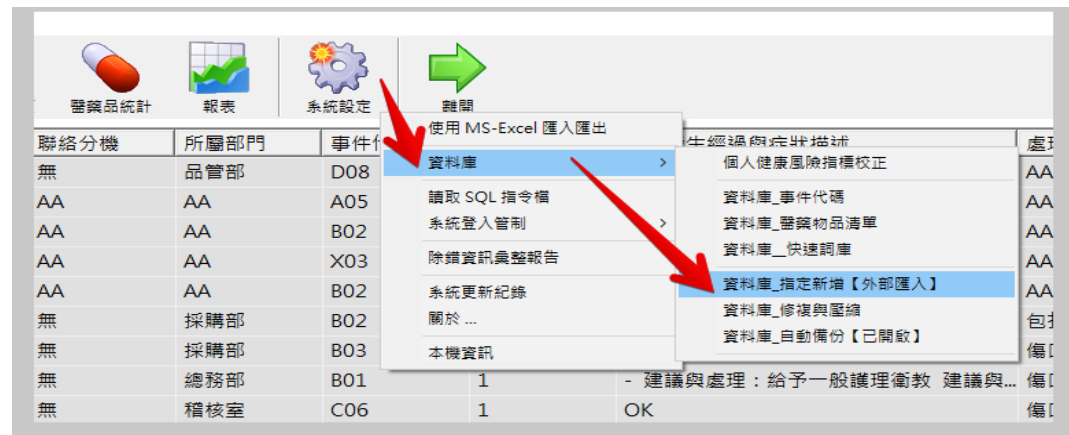 醫藥品統計 報表 系統設定 離開
聯絡分機 所屬部門 事件 生經過與症狀描述
使用 MS-Excel 匯入匯出
資料庫 >
讀取 SQL 指令檔
系統登入管制 >
除錯資訊彙整報告
系統更新紀錄
關於 ...
本機資訊
個人健康風險指標校正
資料庫_事件代碼
資料庫_醫藥物品清單
資料庫__快速詞庫
資料庫_指定新增【外部匯入】
資料庫_修複與壓縮
資料庫_自動備份【已開啟】
無 品管部 D08 AA
AA AA A05 AA
AA AA B02 AA
AA AA X03 AA
AA AA B02 AA
無 採購部 B02
無 採購部 B03 傷
無 總務部 B01 1 - 建議與處理：給予一般護理衛教 建議與... 傷
無 稽核室 C06 1 OK 傷